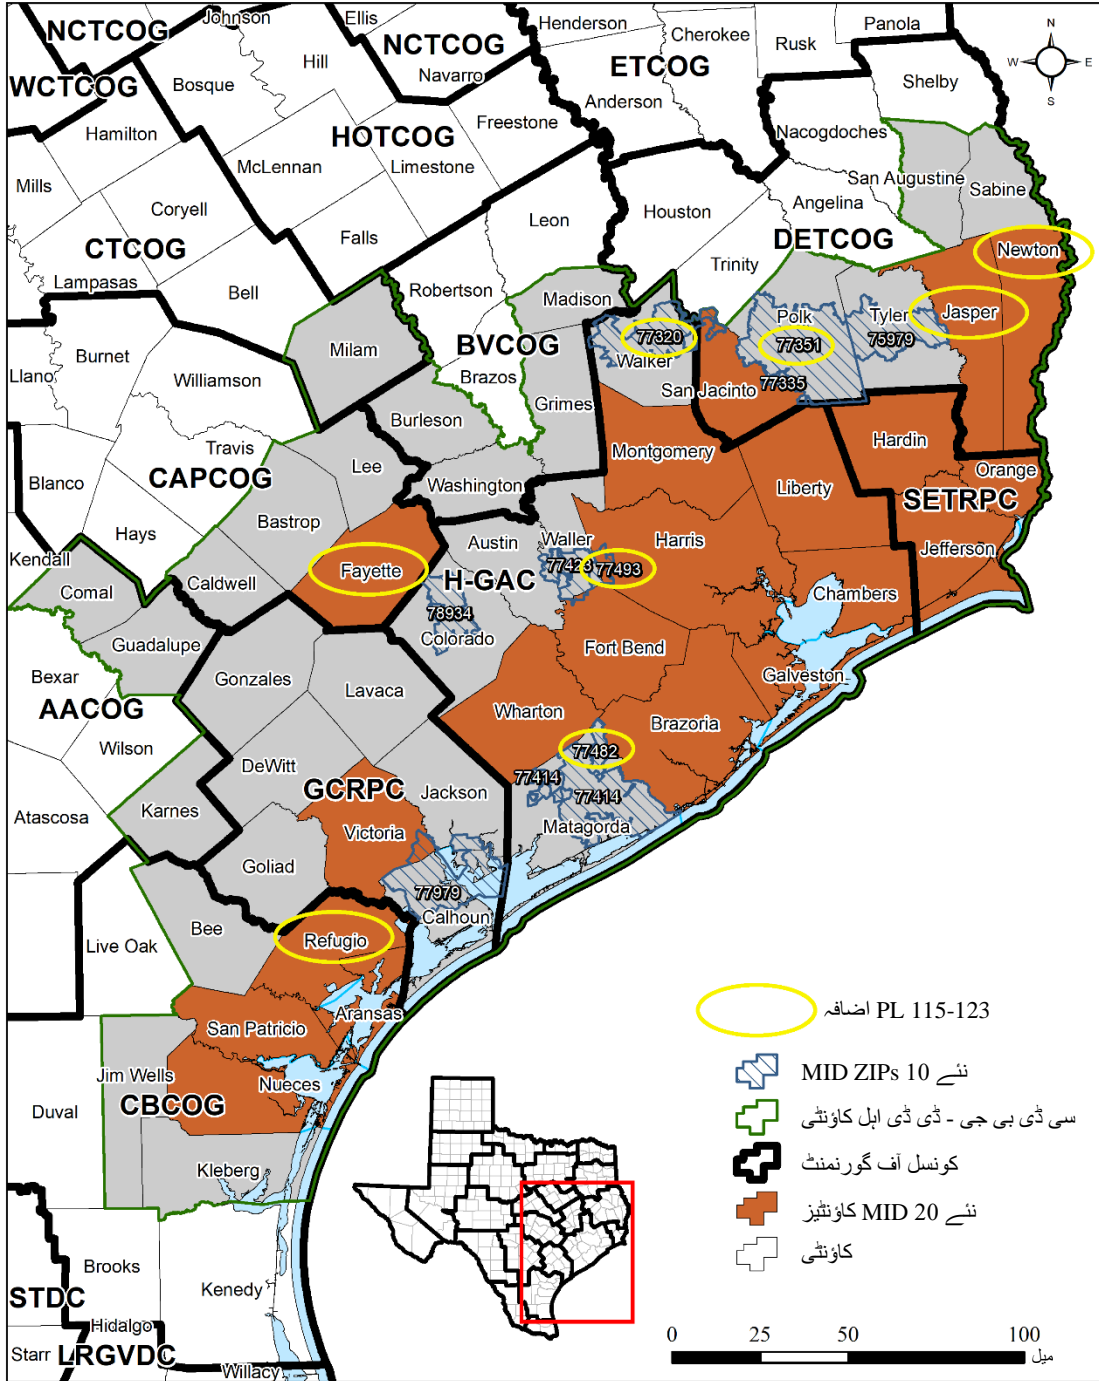 Johnson
Ellis
Henderson
Cherokee
Panola
NCTCOG
NCTCOG
Rusk
N
W
E
S
Hill
Navarro
ETCOG
Shelby
WCTCOG
Bosque
Anderson
Hamilton
HOTCOG
Freestone
Nacogdoches
McLennan
Limestone
San Augustine
Sabine
Mills
Coryell
Leon
Houston
Angelina
CTCOG
Falls
DETCOG
Newton
Lampasas
Bell
Robertson
Madison
Trinity
Jasper
Milam
BVCOG
77320
Polk
77351
Tyler
75979
Burnet
Llano
Williamson
Brazos
Walker
77335
San Jacinto
Grimes
Burleson
Travis
Montgomery
Hardin
Blanco
CAPCOG
Lee
Washington
Liberty
Orange
SETRPC
Bastrop
Hays
Austin
Waller
Harris
Jefferson
Kendall
Fayette
H-GAC
77423
77493
Comal
Caldwell
78934
Chambers
Colorado
Guadalupe
Fort Bend
Bexar
Gonzales
Lavaca
Galveston
AACOG
Wharton
Brazoria
Wilson
DeWitt
77482
GCRPC
Jackson
77414
77414
Atascosa
Karnes
Victoria
Matagorda
Goliad
77979
Calhoun
Bee
Live Oak
Refugio
Aransas
San Patricio
Jim Wells
Nueces
CBCOG
Duval
Kleberg
Brooks
Kenedy
STDC
Hidalgo
Starr
LRGVDC
Willacy
PL 115-123 اضافہ
نئے 10 MID ZIPs
سی ڈی بی جی - ڈی ڈی اہل کاؤنٹی
کونسل آف گورنمنٹ
نئے 20 MID کاؤنٹیز
کاؤنٹی
0 25 50 100
میل